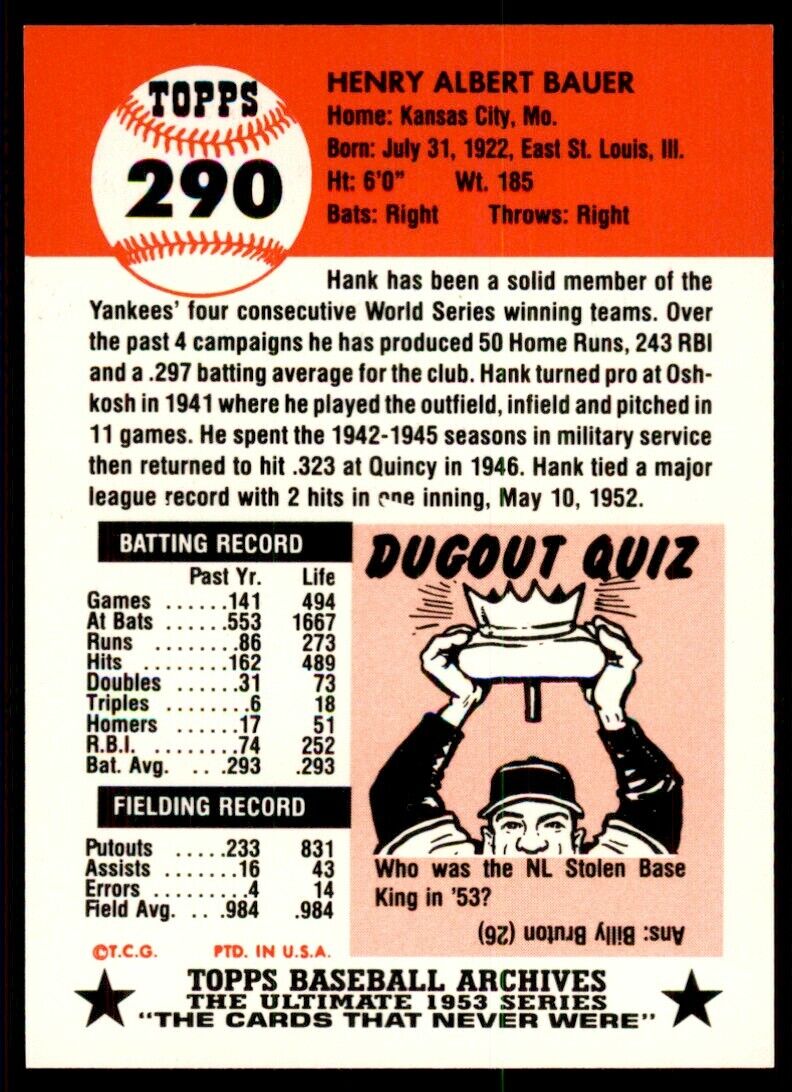 TOPPS
290
HENRY ALBERT BAUER
Home: Kansas City, Mo.
Born: July 31, 1922, East St. Louis, Ill.
Ht: 6'0" Wt. 185
Bats: Right Throws: Right
Hank has been a solid member of the
Yankees' four consecutive World Series winning teams. Over
the past 4 campaigns he has produced 50 Home Runs, 243 RBI
and a .297 batting average for the club. Hank turned pro at Osh-
kosh in 1941 where he played the outfield, infield and pitched in
11 games. He spent the 1942-1945 seasons in military service
then returned to hit .323 at Quincy in 1946. Hank tied a major
league record with 2 hits in one inning, May 10, 1952.
BATTING RECORD
Past Yr. Life
Games ......141 494
At Bats ......553 1667
Runs ........86 273
Hits ........162 489
Doubles ......31 73
Triples ........6 18
Homers ......17 51
R.B.I. ........74 252
Bat. Avg. ... .293 .293
FIELDING RECORD
Putouts .....233 831
Assists .......16 43
Errors ........4 14
Field Avg. ... .984 .984
©T.C.G. PTD. IN U.S.A.
DUGOUT QUIZ
Who was the NL Stolen Base
King in '53?
Ans: Billy Bruton (26)
TOPPS BASEBALL ARCHIVES
THE ULTIMATE 1953 SERIES
"THE CARDS THAT NEVER WERE"